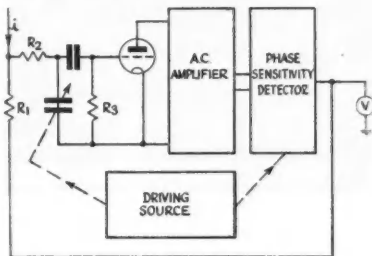 i
R2
R1
R3
A.C.
AMPLIFIER
PHASE
SENSITIVITY
DETECTOR
V
DRIVING
SOURCE